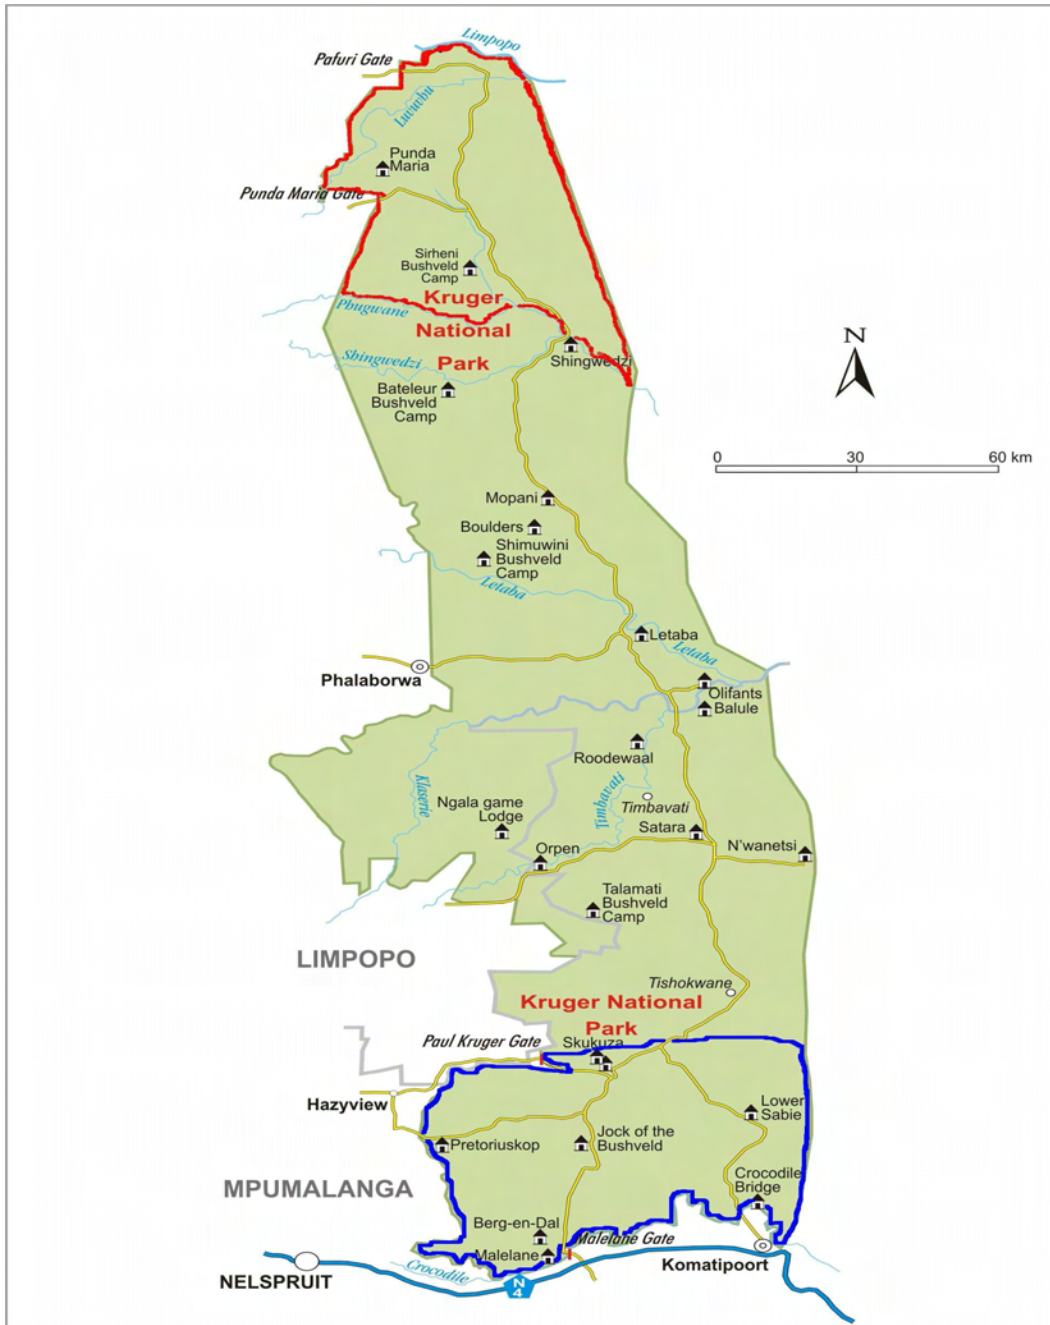 Limpopo
Pafuri Gate
Luvuvhu
Punda
Maria
Punda Maria Gate
Sirheni
Bushveld
Camp
Kruger
National
Park
Phugwane
Shingwedzi
Shingwedzi
Bateleur
Bushveld
Camp
N
0 30 60 km
Mopani
Boulders
Shimuwini
Bushveld
Camp
Letaba
Letaba
Letaba
Phalaborwa
Olifants
Balule
Roodewaal
Klaserie
Timbavati
Timbavati
Ngala game
Lodge
Satara
N'wanetsi
Orpen
Talamati
Bushveld
Camp
LIMPOPO
Tishokwane
Kruger National
Park
Paul Kruger Gate
Skukuza
Hazyview
Lower
Sabie
Pretoriuskop
Jock of the
Bushveld
MPUMALANGA
Crocodile
Bridge
Berg-en-Dal
Malelane Gate
Malelane
Komatipoort
Crocodile
NELSPRUIT
N
4